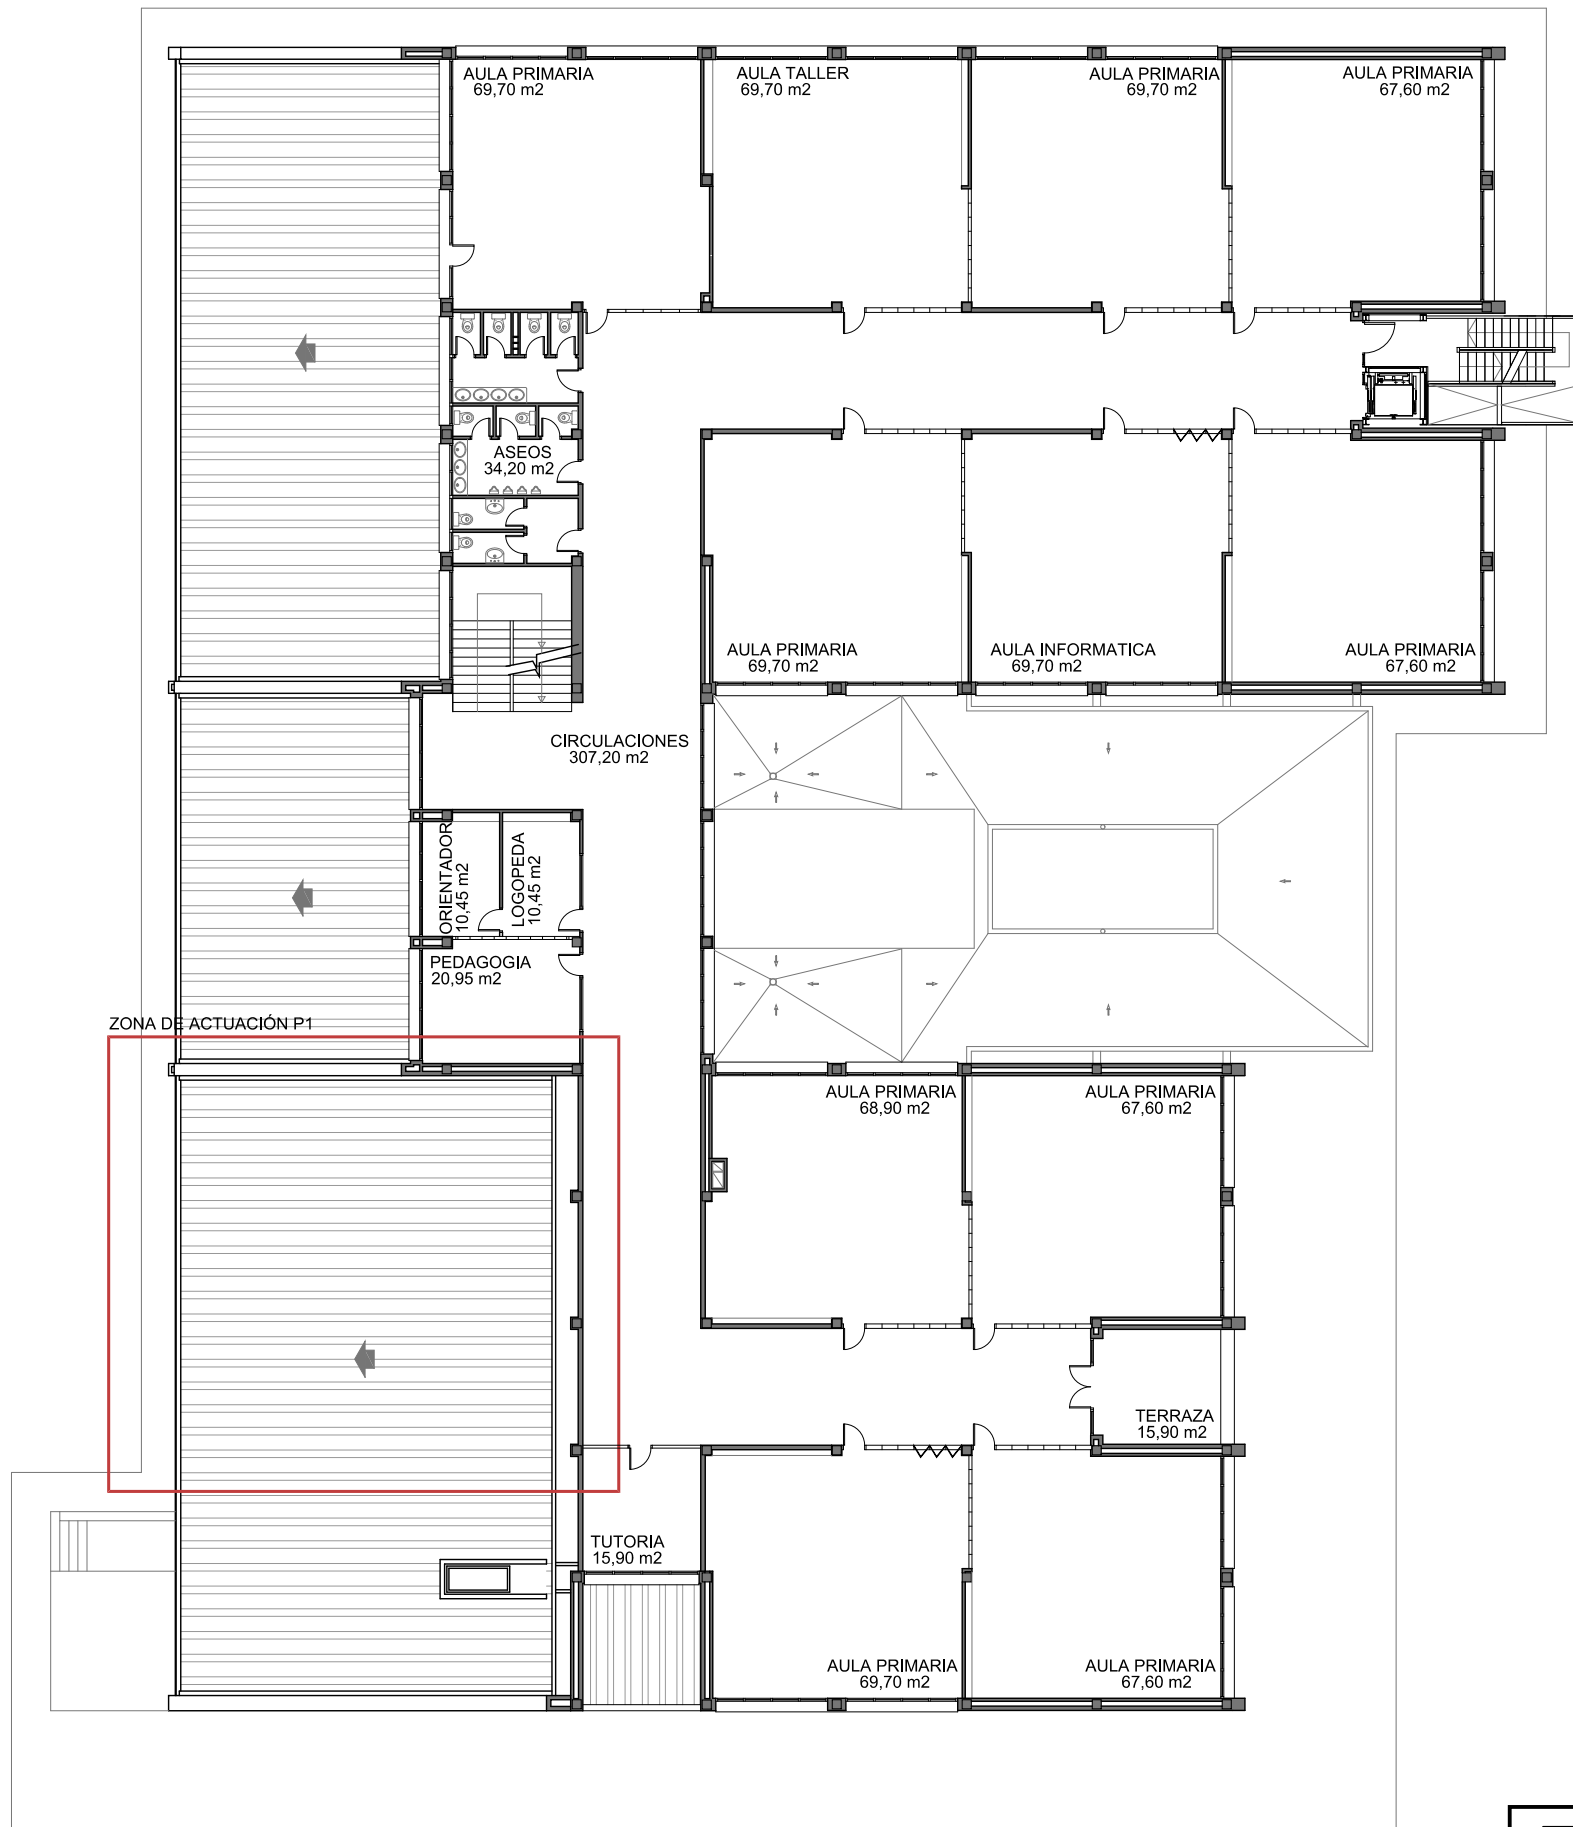 AULA PRIMARIA
69,70 m2
AULA TALLER
69,70 m2
AULA PRIMARIA
69,70 m2
AULA PRIMARIA
67,60 m2
ASEOS
34,20 m2
AULA PRIMARIA
69,70 m2
AULA INFORMATICA
69,70 m2
AULA PRIMARIA
67,60 m2
CIRCULACIONES
307,20 m2
ORIENTADOR
10,45 m2
LOGOPEDA
10,45 m2
PEDAGOGIA
20,95 m2
ZONA DE ACTUACIÓN P1
AULA PRIMARIA
68,90 m2
AULA PRIMARIA
67,60 m2
TERRAZA
15,90 m2
TUTORIA
15,90 m2
AULA PRIMARIA
69,70 m2
AULA PRIMARIA
67,60 m2